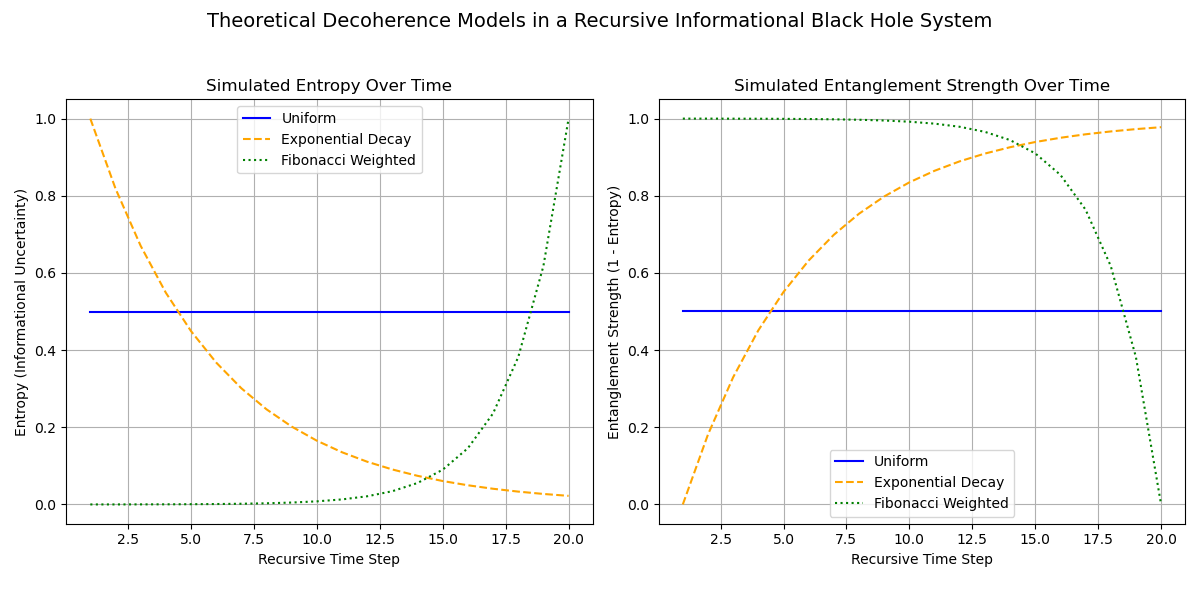 Theoretical Decoherence Models in a Recursive Informational Black Hole System
Simulated Entropy Over Time
Entropy (Informational Uncertainty)
1.0
0.8
0.6
0.4
0.2
0.0
Uniform
Exponential Decay
Fibonacci Weighted
2.5 5.0 7.5 10.0 12.5 15.0 17.5 20.0
Recursive Time Step
Simulated Entanglement Strength Over Time
Entanglement Strength (1 - Entropy)
1.0
0.8
0.6
0.4
0.2
0.0
Uniform
Exponential Decay
Fibonacci Weighted
2.5 5.0 7.5 10.0 12.5 15.0 17.5 20.0
Recursive Time Step